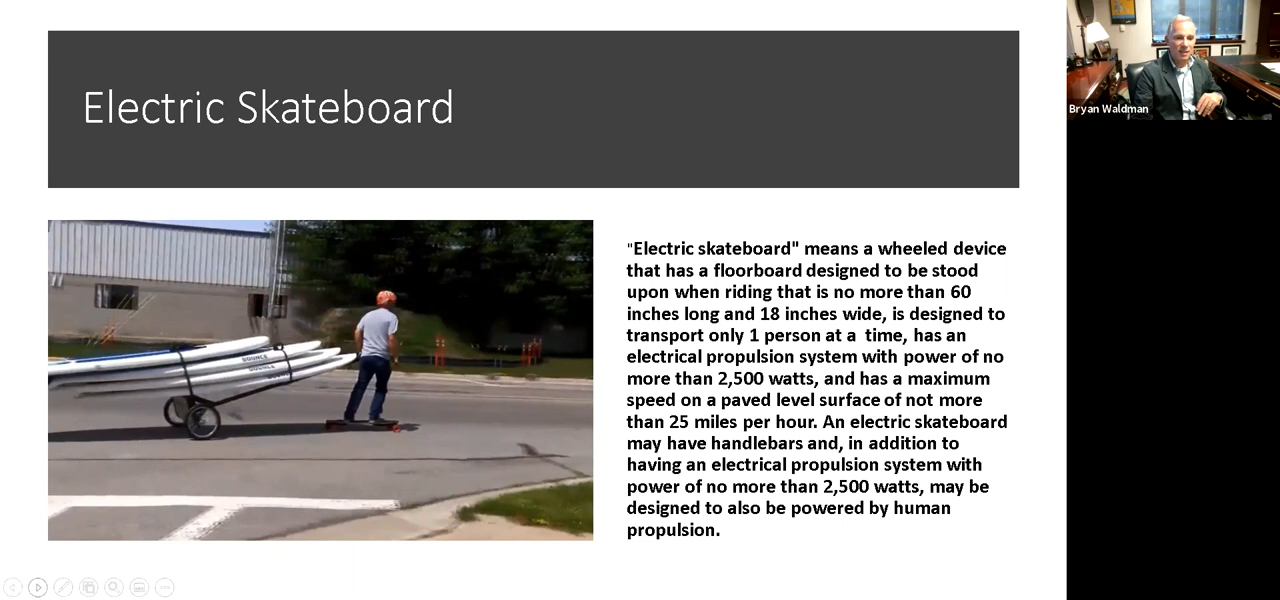 Electric Skateboard
Bryan Waldman
BOUNCE
"Electric skateboard" means a wheeled device
that has a floorboard designed to be stood
upon when riding that is no more than 60
inches long and 18 inches wide, is designed to
transport only 1 person at a time, has an
electrical propulsion system with power of no
more than 2,500 watts, and has a maximum
speed on a paved level surface of not more
than 25 miles per hour. An electric skateboard
may have handlebars and, in addition to
having an electrical propulsion system with
power of no more than 2,500 watts, may be
designed to also be powered by human
propulsion.